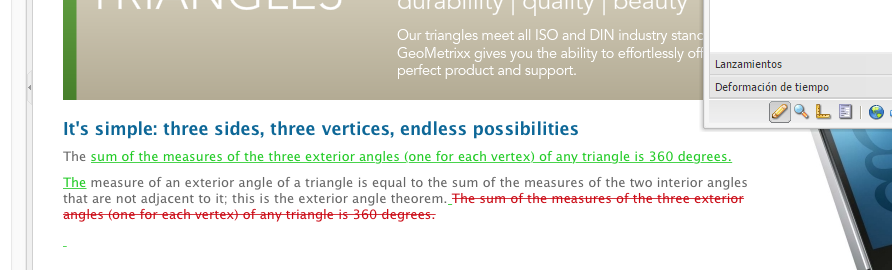 TRIANGLES
durability | quality | beauty
Our triangles meet all ISO and DIN industry
GeoMetrixx gives you the ability to effortlessly
perfect product and support.
Lanzamientos
Deformación de tiempo
It's simple: three sides, three vertices, endless possibilities
The sum of the measures of the three exterior angles (one for each vertex) of any triangle is 360 degrees.
The measure of an exterior angle of a triangle is equal to the sum of the measures of the two interior angles
that are not adjacent to it; this is the exterior angle theorem. The sum of the measures of the three exterior
angles (one for each vertex) of any triangle is 360 degrees.